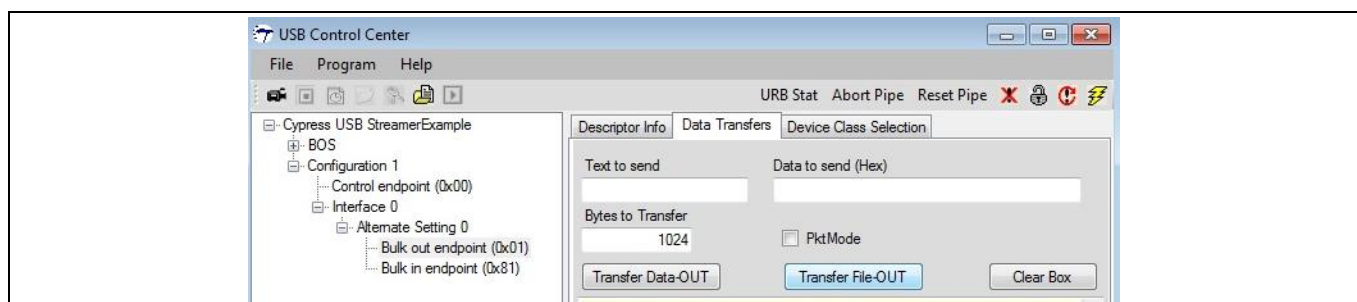 USB Control Center
File Program Help
URB Stat Abort Pipe Reset Pipe
Cypress USB StreamerExample
BOS
Configuration 1
Control endpoint (0x00)
Interface 0
Alternate Setting 0
Bulk out endpoint (0x01)
Bulk in endpoint (0x81)
Descriptor Info Data Transfers Device Class Selection
Text to send Data to send (Hex)
Bytes to Transfer
1024 PktMode
Transfer Data-OUT Transfer File-OUT Clear Box